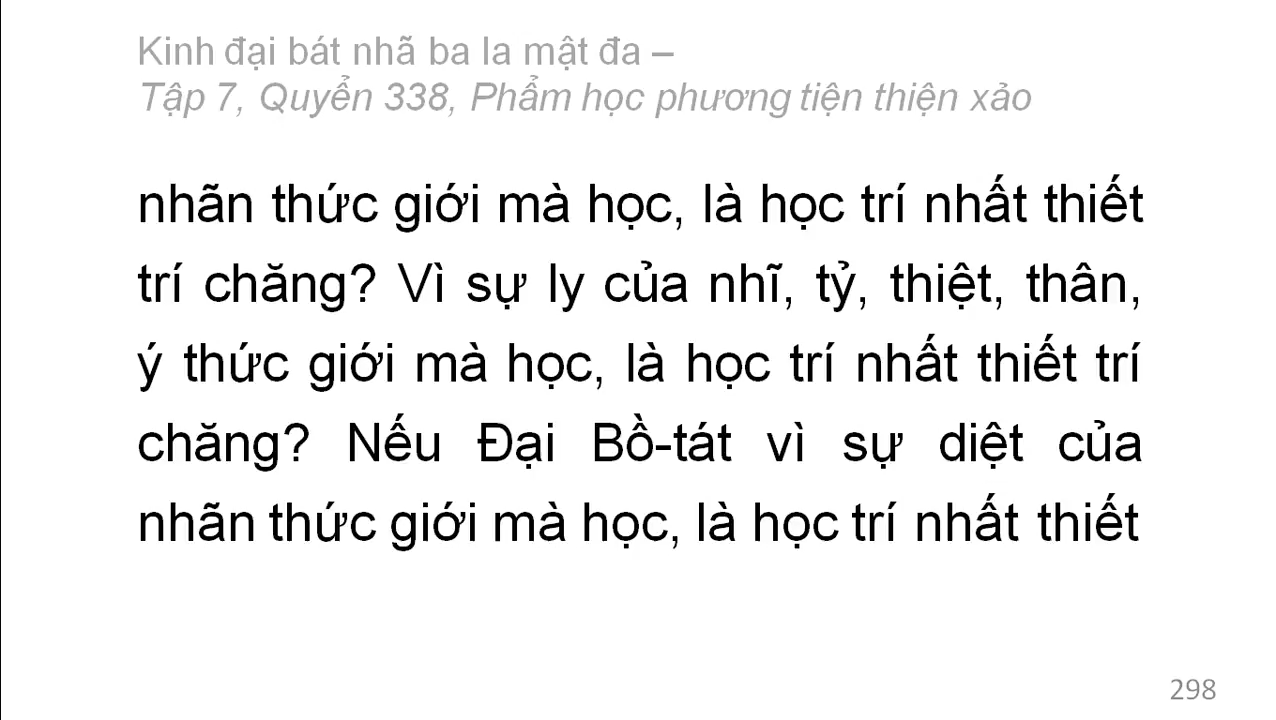 Kinh đại bát nhã ba la mật đa –
Tập 7, Quyển 338, Phẩm học phương tiện thiện xảo
nhãn thức giới mà học, là học trí nhất thiết
trí chăng? Vì sự ly của nhĩ, tỷ, thiệt, thân,
ý thức giới mà học, là học trí nhất thiết trí
chăng? Nếu Đại Bồ-tát vì sự diệt của
nhãn thức giới mà học, là học trí nhất thiết
298